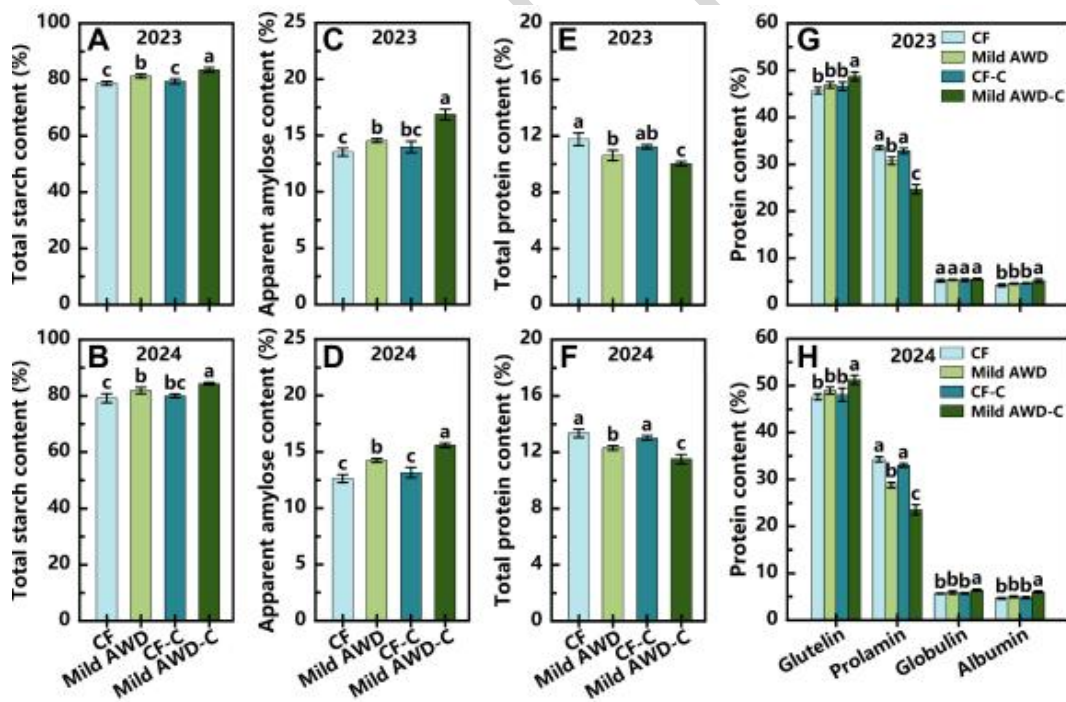 A 2023
Total starch content (%)
100
80
60
40
20
0
c b c a
C 2023
Apparent amylose content (%)
25
20
15
10
5
0
c b bc a
E 2023
Total protein content (%)
20
16
12
8
4
0
a b ab c
G 2023
Protein content (%)
60
50
40
30
20
10
0
CF
Mild AWD
CF-C
Mild AWD-C
b b b a
a b a c
a a a a
b b b a
B 2024
Total starch content (%)
100
80
60
40
20
0
c b bc a
CF
Mild AWD
CF-C
Mild AWD-C
D 2024
Apparent amylose content (%)
25
20
15
10
5
0
c b c a
CF
Mild AWD
CF-C
Mild AWD-C
F 2024
Total protein content (%)
20
16
12
8
4
0
a b a c
CF
Mild AWD
CF-C
Mild AWD-C
H 2024
Protein content (%)
60
50
40
30
20
10
0
CF
Mild AWD
CF-C
Mild AWD-C
b b b a
a b a c
b b b a
b b b a
Glutelin
Prolamin
Globulin
Albumin